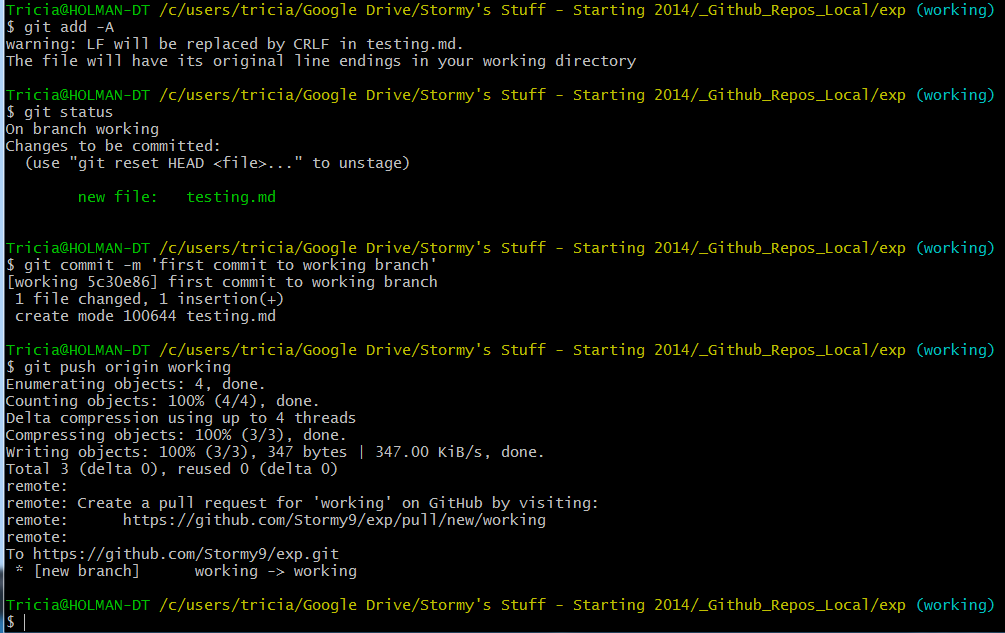 Tricia@HOLMAN-DT /c/users/tricia/Google Drive/Stormy's Stuff - Starting 2014/_Github_Repos_Local/exp (working)
$ git add -A
warning: LF will be replaced by CRLF in testing.md.
The file will have its original line endings in your working directory
Tricia@HOLMAN-DT /c/users/tricia/Google Drive/Stormy's Stuff - Starting 2014/_Github_Repos_Local/exp (working)
$ git status
On branch working
Changes to be committed:
  (use "git reset HEAD <file>..." to unstage)
        new file:   testing.md
Tricia@HOLMAN-DT /c/users/tricia/Google Drive/Stormy's Stuff - Starting 2014/_Github_Repos_Local/exp (working)
$ git commit -m 'first commit to working branch'
[working 5c30e86] first commit to working branch
 1 file changed, 1 insertion(+)
 create mode 100644 testing.md
Tricia@HOLMAN-DT /c/users/tricia/Google Drive/Stormy's Stuff - Starting 2014/_Github_Repos_Local/exp (working)
$ git push origin working
Enumerating objects: 4, done.
Counting objects: 100% (4/4), done.
Delta compression using up to 4 threads
Compressing objects: 100% (3/3), done.
Writing objects: 100% (3/3), 347 bytes | 347.00 KiB/s, done.
Total 3 (delta 0), reused 0 (delta 0)
remote:
remote: Create a pull request for 'working' on GitHub by visiting:
remote:      https://github.com/Stormy9/exp/pull/new/working
remote:
To https://github.com/Stormy9/exp.git
 * [new branch]      working -> working
Tricia@HOLMAN-DT /c/users/tricia/Google Drive/Stormy's Stuff - Starting 2014/_Github_Repos_Local/exp (working)
$